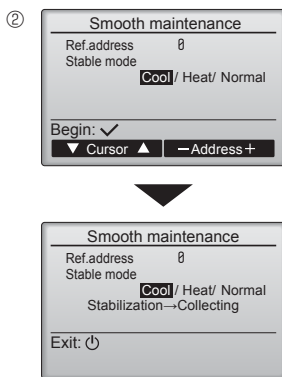 ②
Smooth maintenance
Ref.address 0
Stable mode
Cool / Heat/ Normal
Begin: ✓
▼ Cursor ▲ −Address+
Smooth maintenance
Ref.address 0
Stable mode
Cool / Heat/ Normal
Stabilization→Collecting
Exit: ⏻